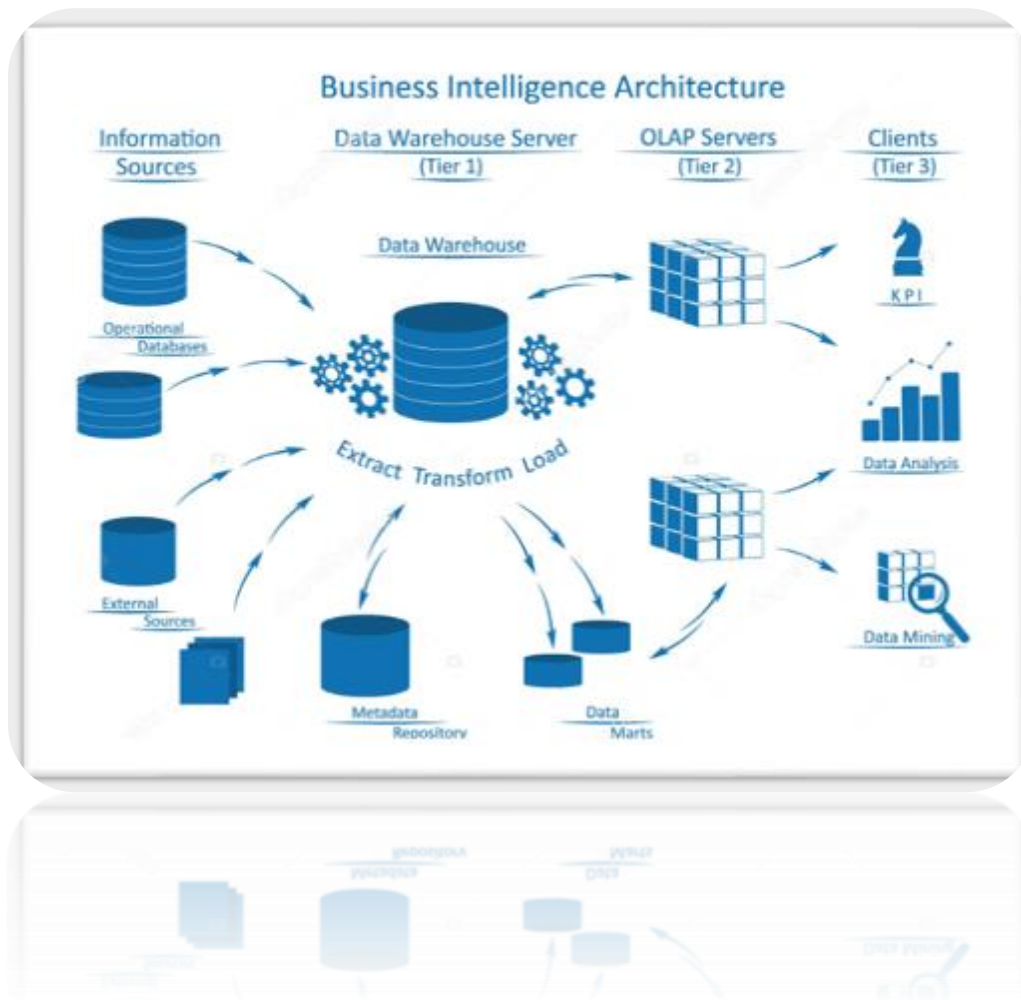 Business Intelligence Architecture
Information
Sources
Data Warehouse Server
(Tier 1)
OLAP Servers
(Tier 2)
Clients
(Tier 3)
Data Warehouse
Operational
Databases
Extract Transform Load
External
Sources
Metadata
Repository
Data
Marts
KPI
Data Analysis
Data Mining